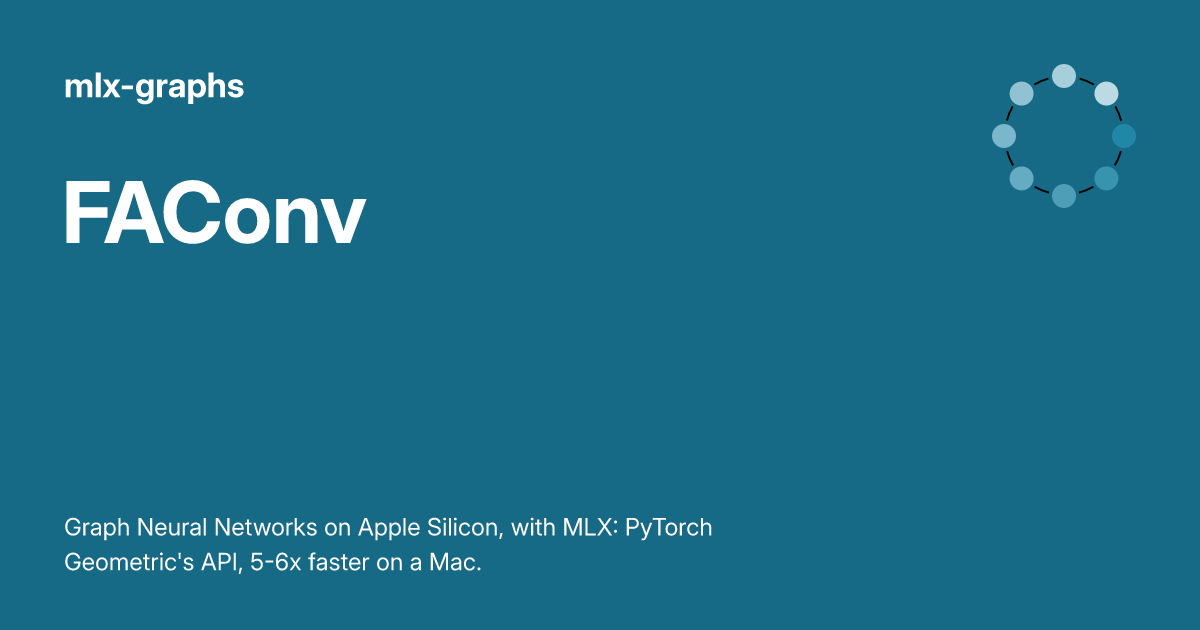 mlx-graphs
FAConv
Graph Neural Networks on Apple Silicon, with MLX: PyTorch
Geometric's API, 5-6x faster on a Mac.